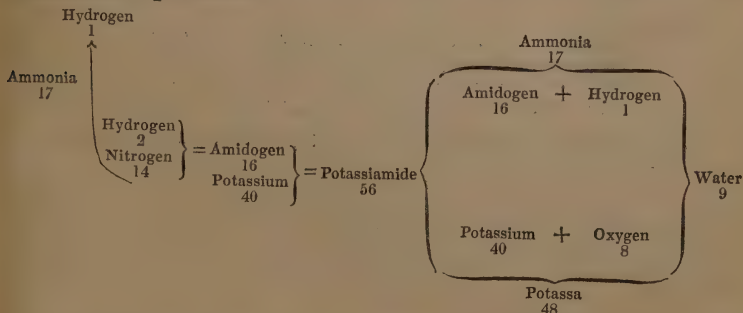 Hydrogen
1
Ammonia
17
Hydrogen
2
Nitrogen
14
= Amidogen
16
Potassium
40
= Potassiamide
56
Ammonia
17
Amidogen + Hydrogen
16 1
Potassium + Oxygen
40 8
Potassa
48
Water
9